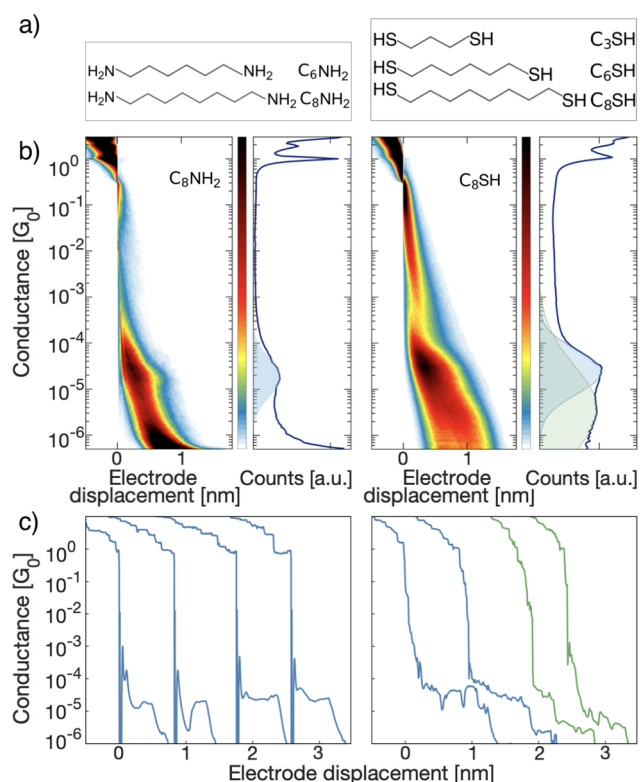 a)
H₂N NH₂ C₆NH₂
H₂N NH₂ C₈NH₂
HS SH C₃SH
HS SH C₆SH
HS SH C₈SH
b)
Conductance [G₀]
10⁰
10⁻¹
10⁻²
10⁻³
10⁻⁴
10⁻⁵
10⁻⁶
C₈NH₂
0 1
Electrode
displacement [nm]
Counts [a.u.]
C₈SH
0 1
Electrode
displacement [nm]
Counts [a.u.]
c)
Conductance [G₀]
10⁰
10⁻¹
10⁻²
10⁻³
10⁻⁴
10⁻⁵
10⁻⁶
0 1 2 3
0 1 2 3
Electrode displacement [nm]